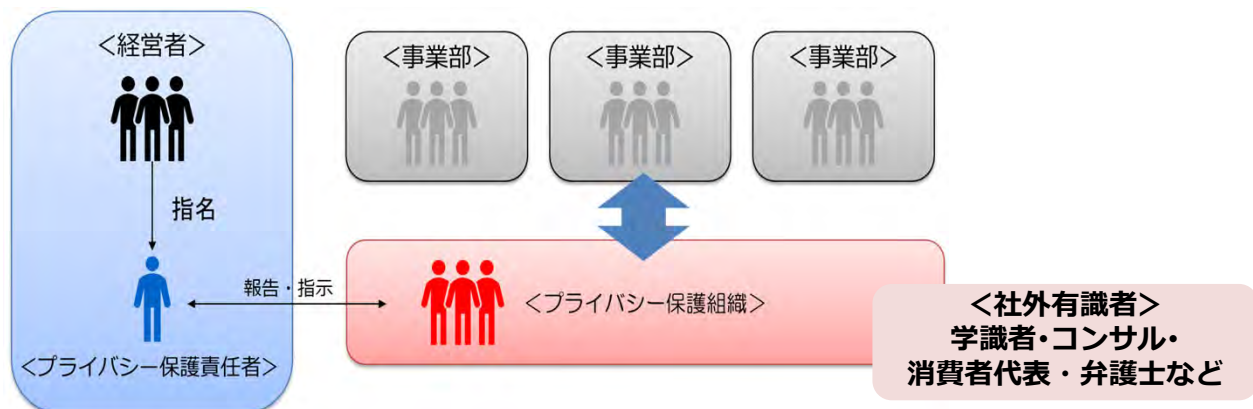 <経営者>
指名
<プライバシー保護責任者>
<事業部>
<事業部>
<事業部>
報告・指示
<プライバシー保護組織>
<社外有識者>
学識者・コンサル・
消費者代表・弁護士など